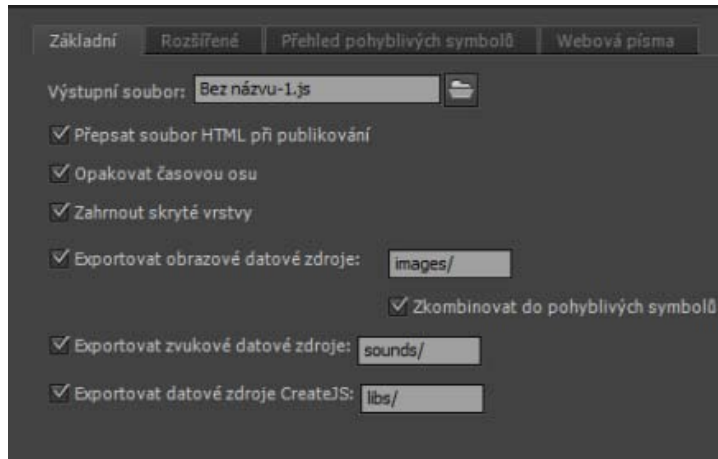 Základní Rozšířené Přehled pohyblivých symbolů Webová písma
Výstupní soubor: Bez názvu-1.js
Přepsat soubor HTML při publikování
Opakovat časovou osu
Zahrnout skryté vrstvy
Exportovat obrazové datové zdroje: images/
Zkombinovat do pohyblivých symbolů
Exportovat zvukové datové zdroje: sounds/
Exportovat datové zdroje CreateJS: libs/